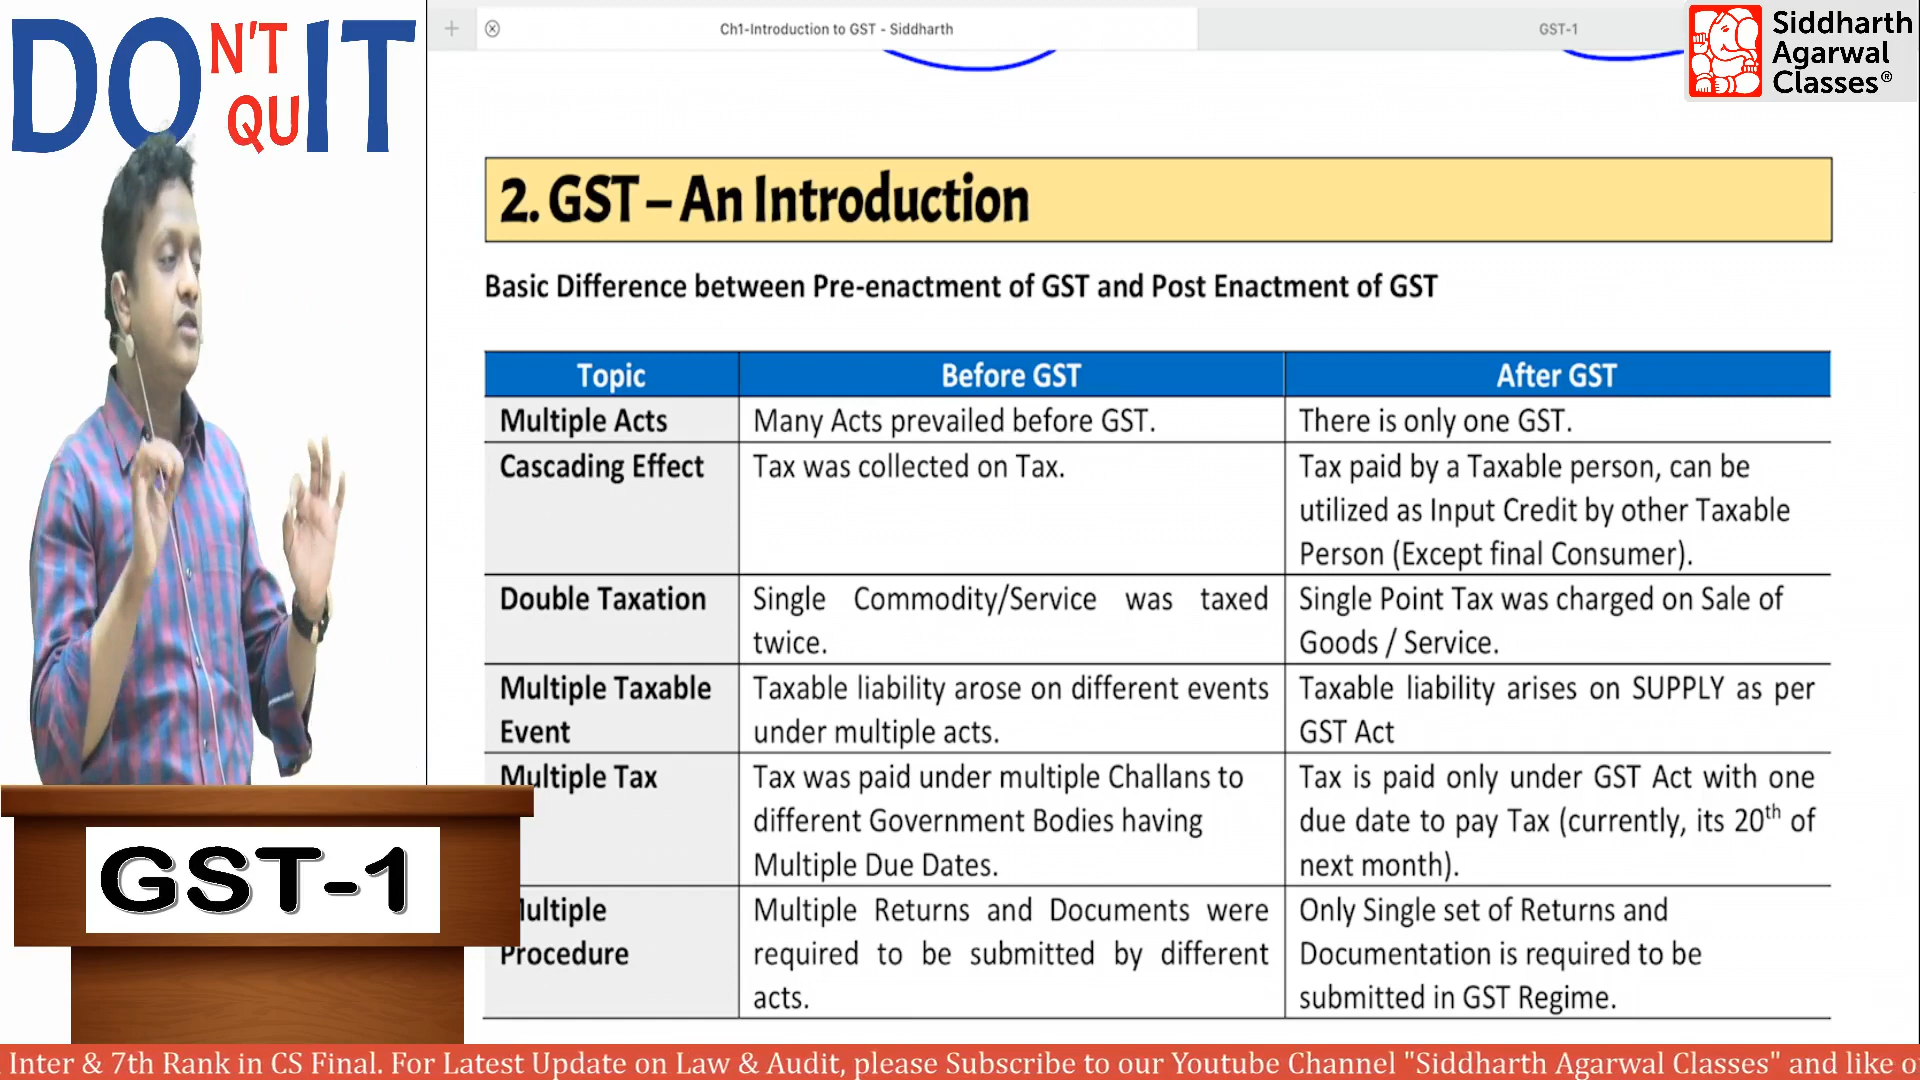 DON'T QUIT
Ch1-Introduction to GST - Siddharth
GST-1
Siddharth
Agarwal
Classes®
2. GST – An Introduction
Basic Difference between Pre-enactment of GST and Post Enactment of GST
Topic
Before GST
After GST
Multiple Acts
Many Acts prevailed before GST.
There is only one GST.
Cascading Effect
Tax was collected on Tax.
Tax paid by a Taxable person, can be
utilized as Input Credit by other Taxable
Person (Except final Consumer).
Double Taxation
Single Commodity/Service was taxed
twice.
Single Point Tax was charged on Sale of
Goods / Service.
Multiple Taxable
Event
Taxable liability arose on different events
under multiple acts.
Taxable liability arises on SUPPLY as per
GST Act
Multiple Tax
Tax was paid under multiple Challans to
different Government Bodies having
Multiple Due Dates.
Tax is paid only under GST Act with one
due date to pay Tax (currently, its 20th of
next month).
ultiple
Procedure
Multiple Returns and Documents were
required to be submitted by different
acts.
Only Single set of Returns and
Documentation is required to be
submitted in GST Regime.
GST-1
Inter & 7th Rank in CS Final. For Latest Update on Law & Audit, please Subscribe to our Youtube Channel "Siddharth Agarwal Classes" and like o